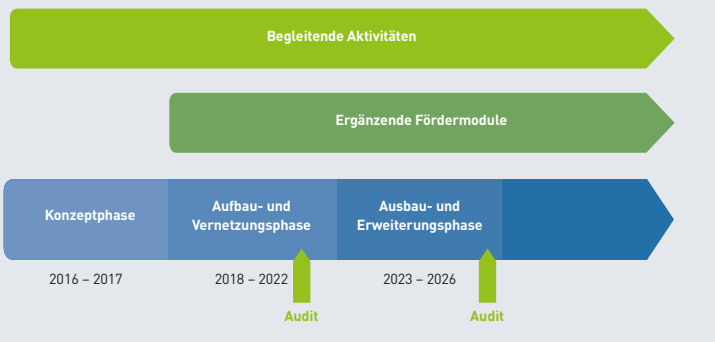 Begleitende Aktivitäten
Ergänzende Fördermodule
Konzeptphase
Aufbau- und
Vernetzungsphase
Ausbau- und
Erweiterungsphase
2016 – 2017
2018 – 2022
2023 – 2026
Audit
Audit